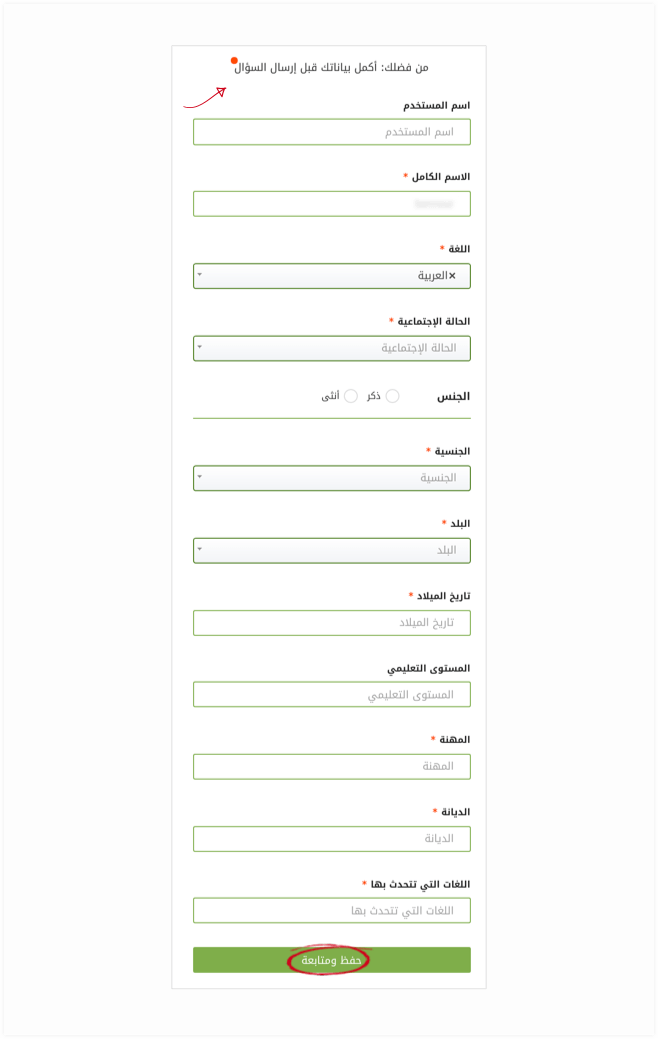 من فضلك: أكمل بياناتك قبل إرسال السؤال
اسم المستخدم
اسم المستخدم
الاسم الكامل *
اللغة *
×العربية
الحالة الإجتماعية *
الحالة الإجتماعية
الجنس ذكر أنثى
الجنسية *
الجنسية
البلد *
البلد
تاريخ الميلاد *
تاريخ الميلاد
المستوى التعليمي
المستوى التعليمي
المهنة *
المهنة
الديانة *
الديانة
اللغات التي تتحدث بها *
اللغات التي تتحدث بها
حفظ ومتابعة